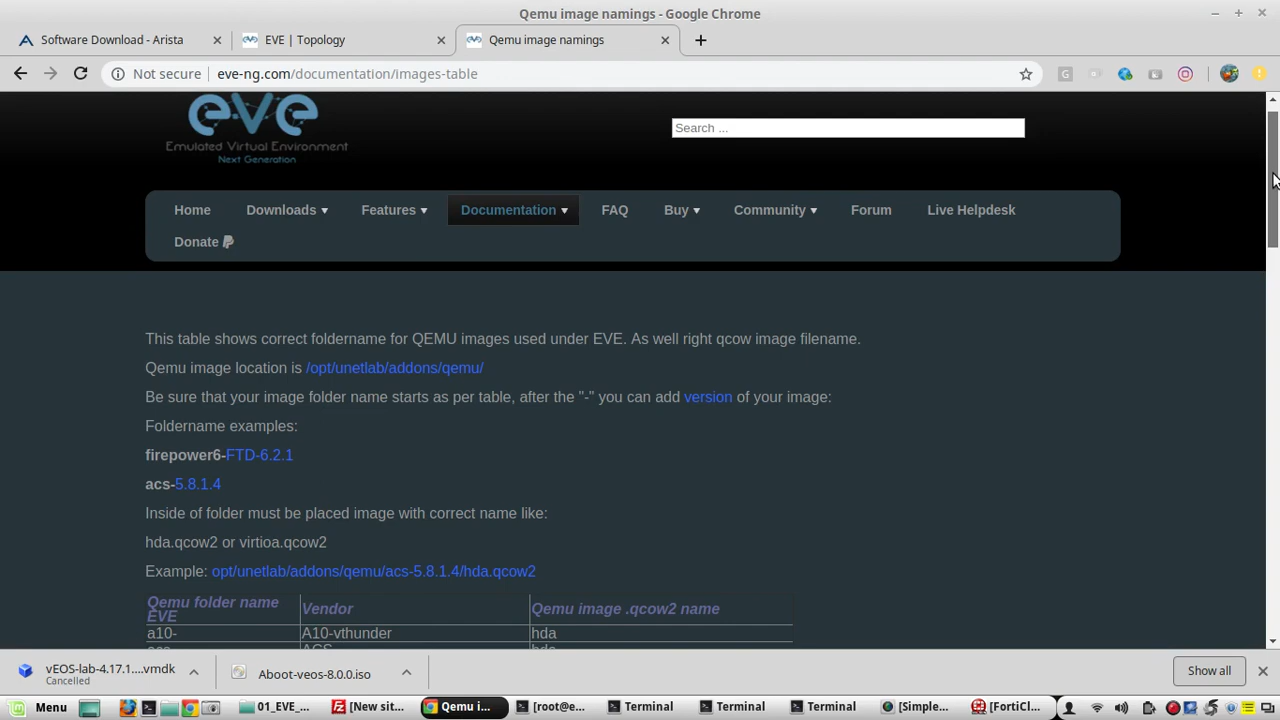 Qemu image namings - Google Chrome
Software Download - Arista
EVE | Topology
Qemu image namings
Not secure | eve-ng.com/documentation/images-table
eve
Emulated Virtual Environment
Next Generation
Search ...
Home
Downloads
Features
Documentation
FAQ
Buy
Community
Forum
Live Helpdesk
Donate
This table shows correct foldername for QEMU images used under EVE. As well right qcow image filename.
Qemu image location is /opt/unetlab/addons/qemu/
Be sure that your image folder name starts as per table, after the "-" you can add version of your image:
Foldername examples:
firepower6-FTD-6.2.1
acs-5.8.1.4
Inside of folder must be placed image with correct name like:
hda.qcow2 or virtioa.qcow2
Example: opt/unetlab/addons/qemu/acs-5.8.1.4/hda.qcow2
Qemu folder name EVE
Vendor
Qemu image .qcow2 name
a10-
A10-vthunder
hda
vEOS-lab-4.17.1....vmdk
Cancelled
Aboot-veos-8.0.0.iso
Show all
Menu
01_EVE_...
[New sit...
Qemu i...
[root@e...
Terminal
Terminal
Terminal
[Simple...
[FortiCl...